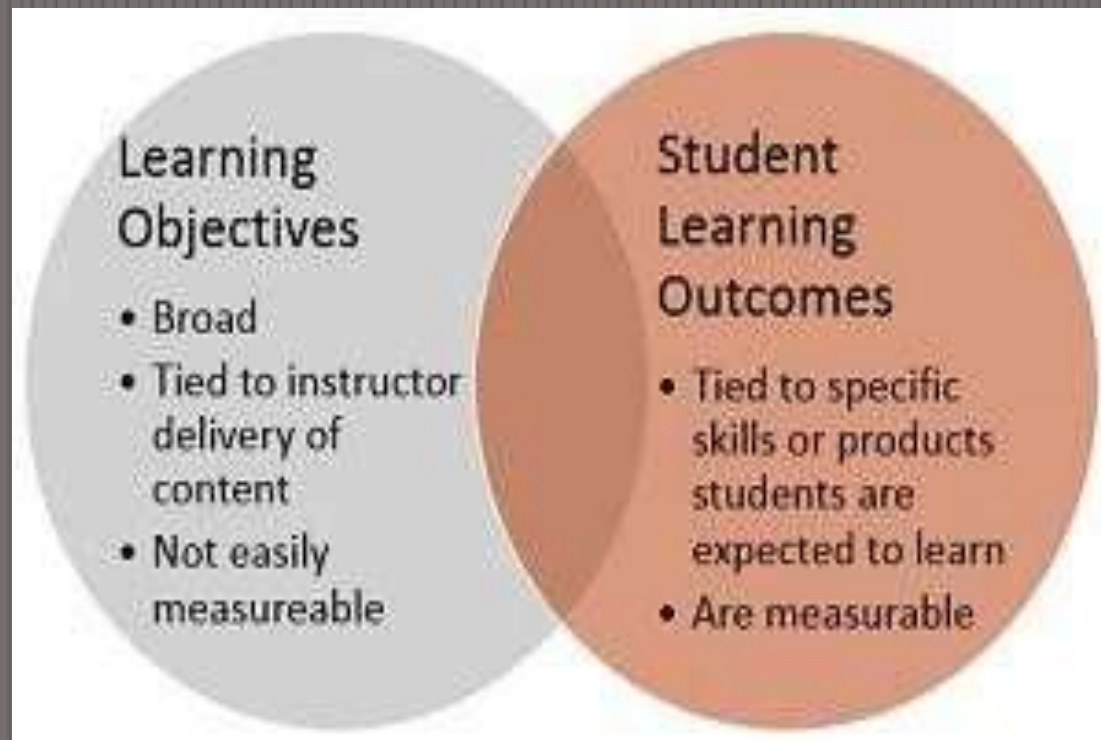 Learning
Objectives
• Broad
• Tied to instructor
delivery of
content
• Not easily
measureable
Student
Learning
Outcomes
• Tied to specific
skills or products
students are
expected to learn
• Are measurable